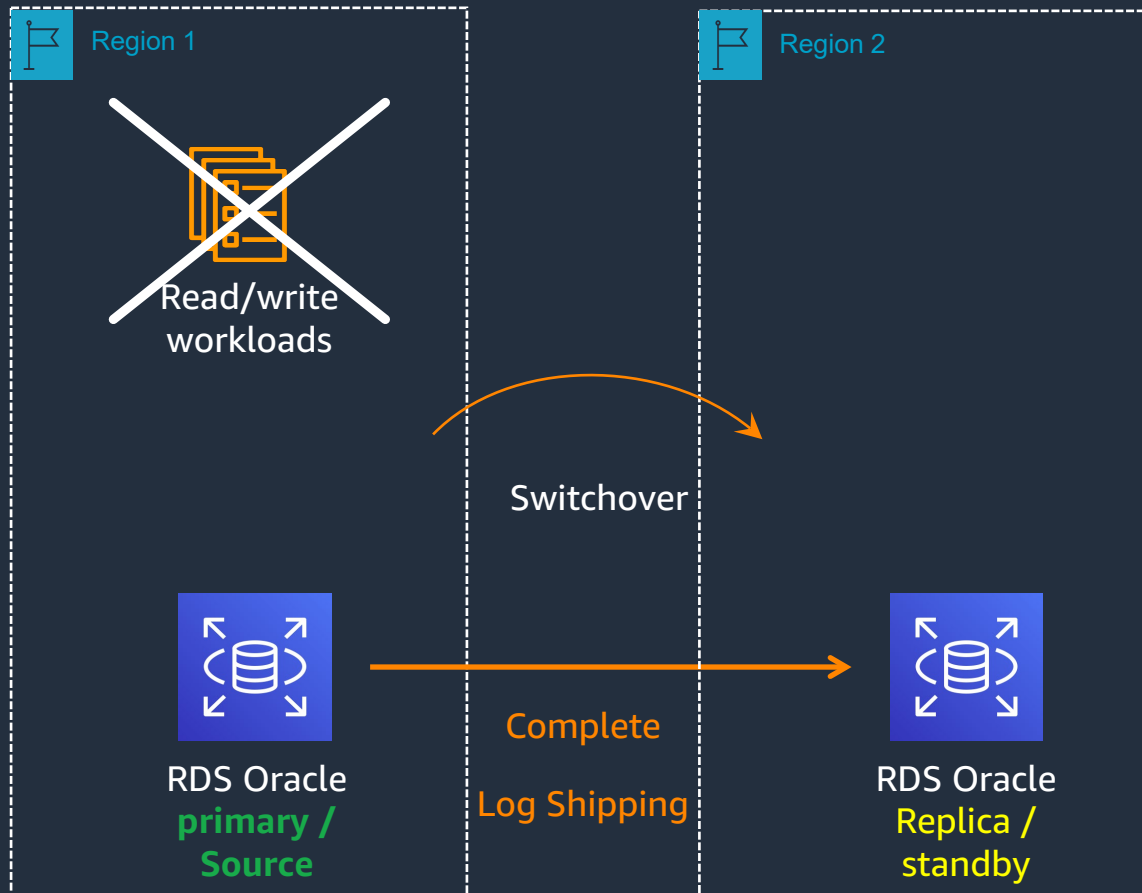 Region 1
Region 2
Read/write
workloads
Switchover
Complete
Log Shipping
RDS Oracle
primary /
Source
RDS Oracle
Replica /
standby